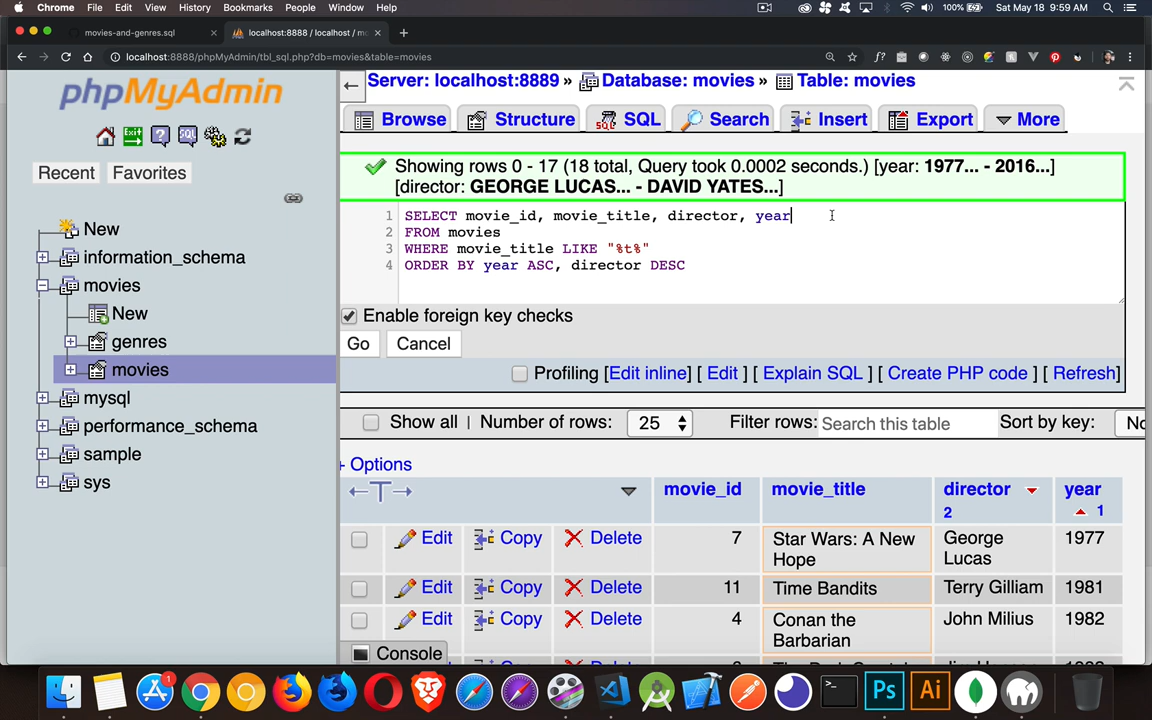 Chrome File Edit View History Bookmarks People Window Help 100% Sat May 18 9:59 AM
movies-and-genres.sql × localhost:8888 / localhost / mo × +
localhost:8888/phpMyAdmin/tbl_sql.php?db=movies&table=movies
phpMyAdmin
Recent Favorites
New
information_schema
movies
New
genres
movies
mysql
performance_schema
sample
sys
Server: localhost:8889 » Database: movies » Table: movies
Browse Structure SQL Search Insert Export More
Showing rows 0 - 17 (18 total, Query took 0.0002 seconds.) [year: 1977... - 2016...]
[director: GEORGE LUCAS... - DAVID YATES...]
1 SELECT movie_id, movie_title, director, year
2 FROM movies
3 WHERE movie_title LIKE "%t%"
4 ORDER BY year ASC, director DESC
Enable foreign key checks
Go Cancel
Profiling [Edit inline] [ Edit ] [ Explain SQL ] [ Create PHP code ] [ Refresh]
Show all | Number of rows: 25 Filter rows: Search this table Sort by key: No
+ Options
movie_id movie_title director 2 year 1
Edit Copy Delete 7 Star Wars: A New Hope George Lucas 1977
Edit Copy Delete 11 Time Bandits Terry Gilliam 1981
Edit Copy Delete 4 Conan the Barbarian John Milius 1982
Console